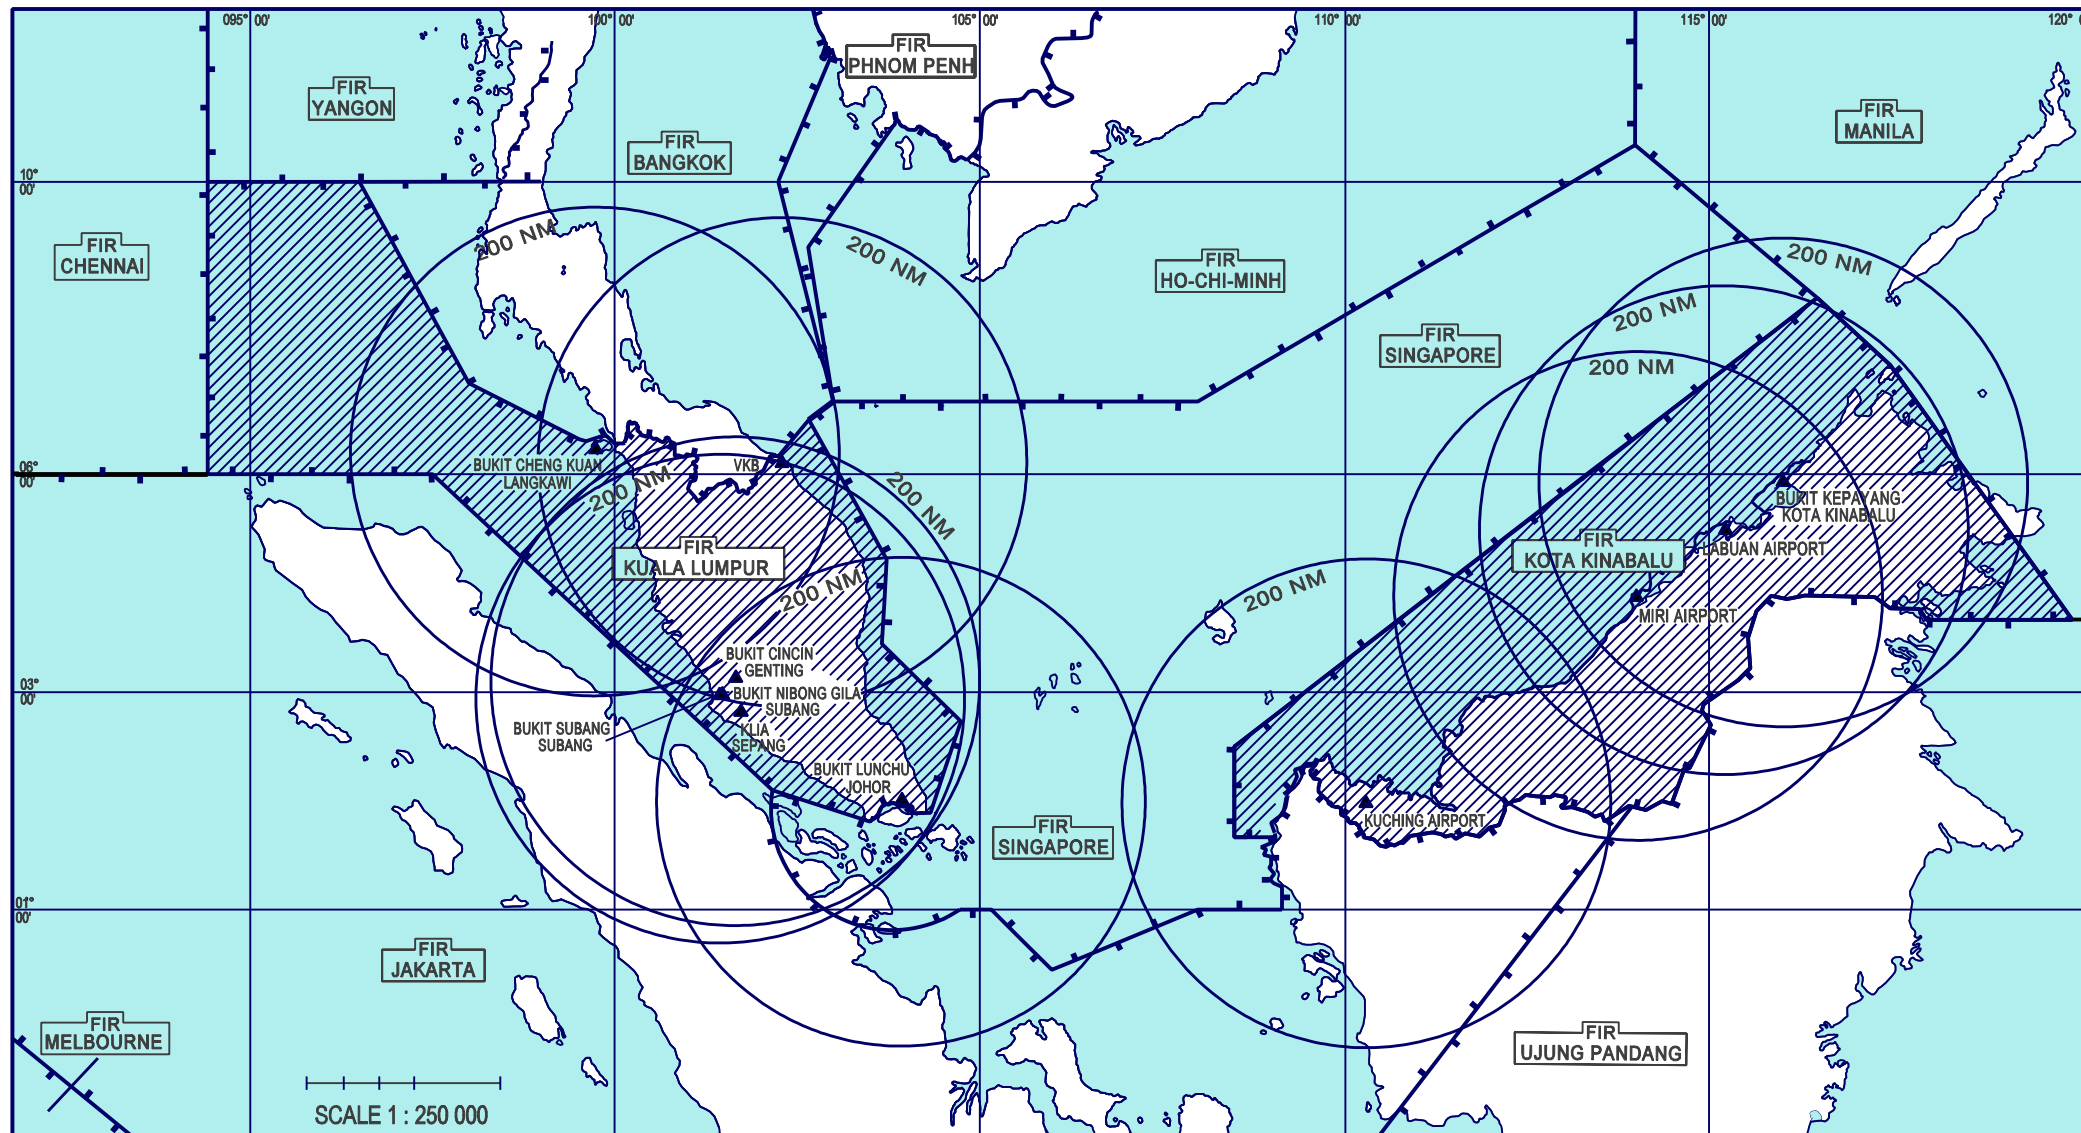 095° 00'
100° 00'
105° 00'
110° 00'
115° 00'
120°
FIR
PHNOM PENH
FIR
YANGON
FIR
BANGKOK
FIR
MANILA
10°
00'
FIR
CHENNAI
200 NM
200 NM
FIR
HO-CHI-MINH
200 NM
200 NM
FIR
SINGAPORE
200 NM
BUKIT CHENG KUAN
LANGKAWI
VKB
06°
00'
200 NM
200 NM
BUKIT KEPAYANG
KOTA KINABALU
FIR
KUALA LUMPUR
FIR
KOTA KINABALU
LABUAN AIRPORT
200 NM
200 NM
MIRI AIRPORT
BUKIT CINCIN
GENTING
03°
00'
BUKIT NIBONG GILA
SUBANG
BUKIT SUBANG
SUBANG
KLIA
SEPANG
BUKIT LUNCHU
JOHOR
KUCHING AIRPORT
FIR
SINGAPORE
01°
00'
FIR
JAKARTA
FIR
MELBOURNE
FIR
UJUNG PANDANG
SCALE 1 : 250 000